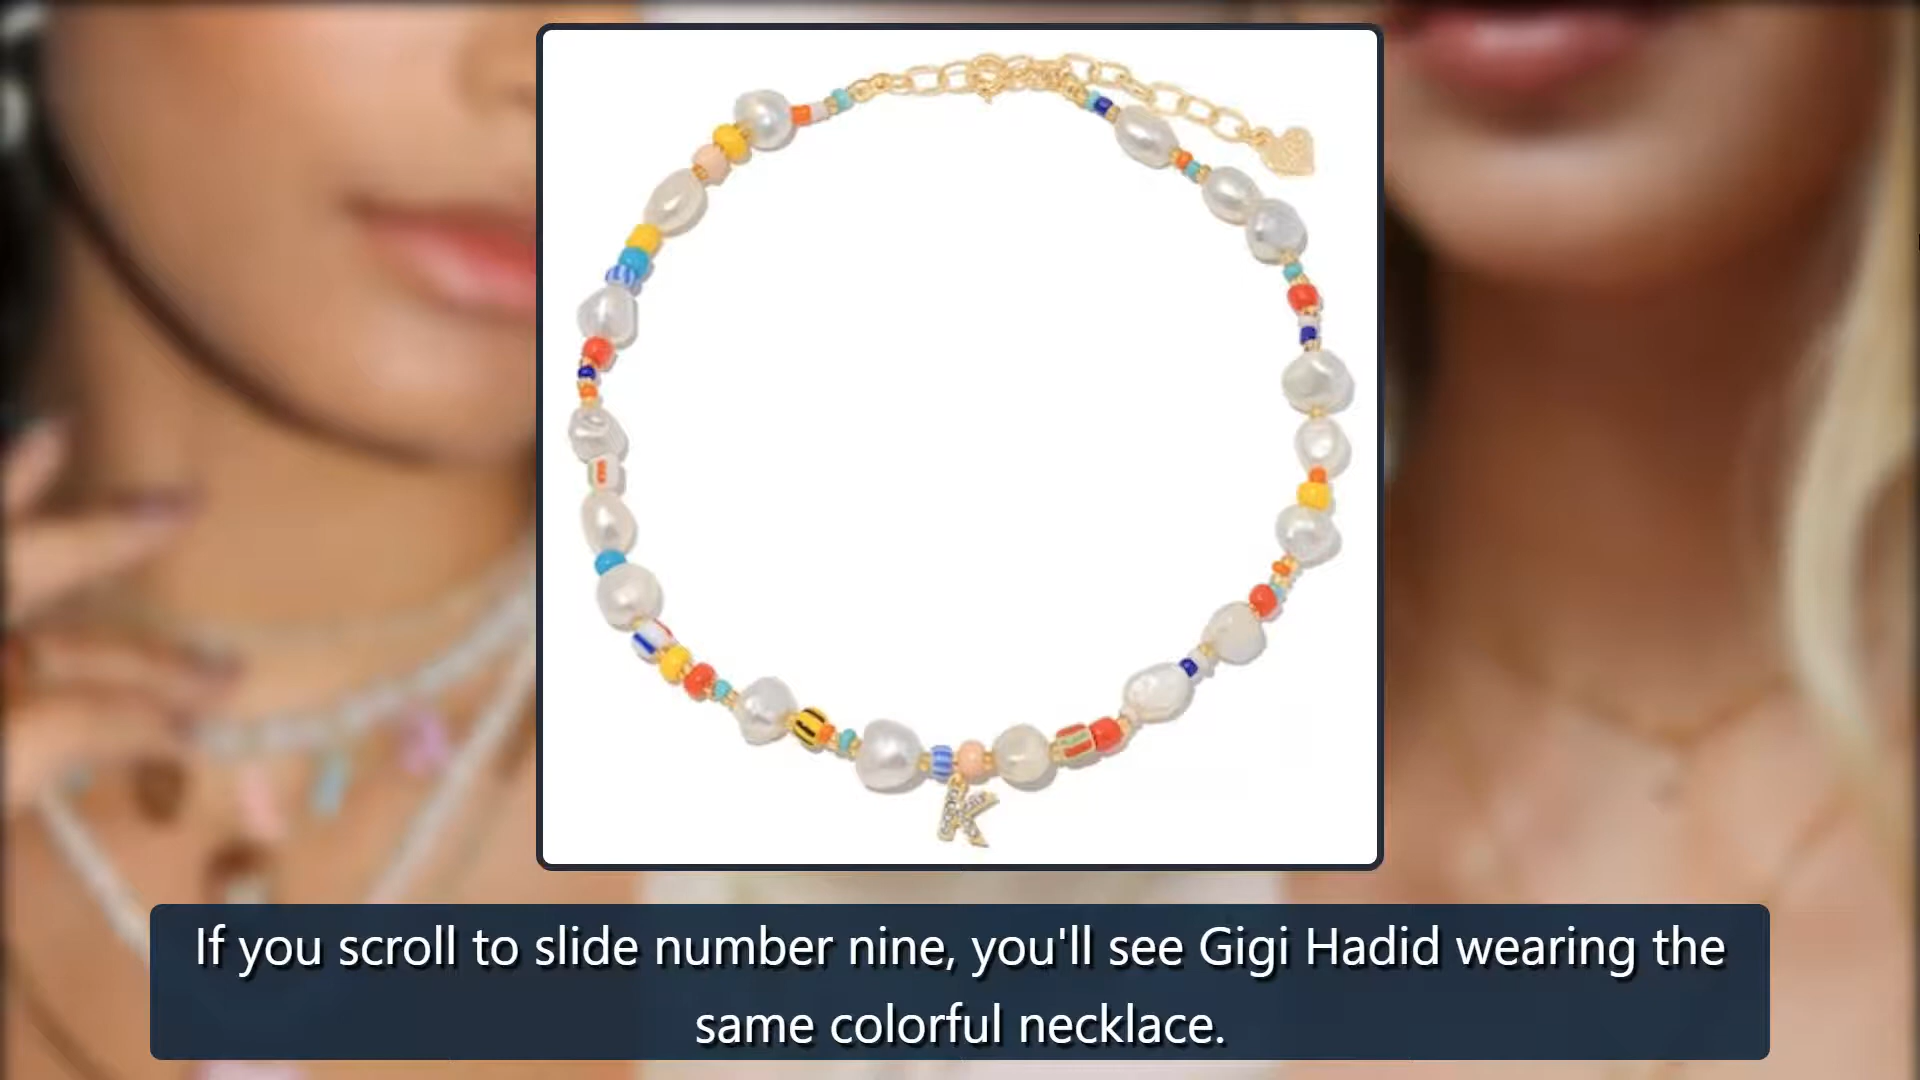 K
If you scroll to slide number nine, you'll see Gigi Hadid wearing the
same colorful necklace.